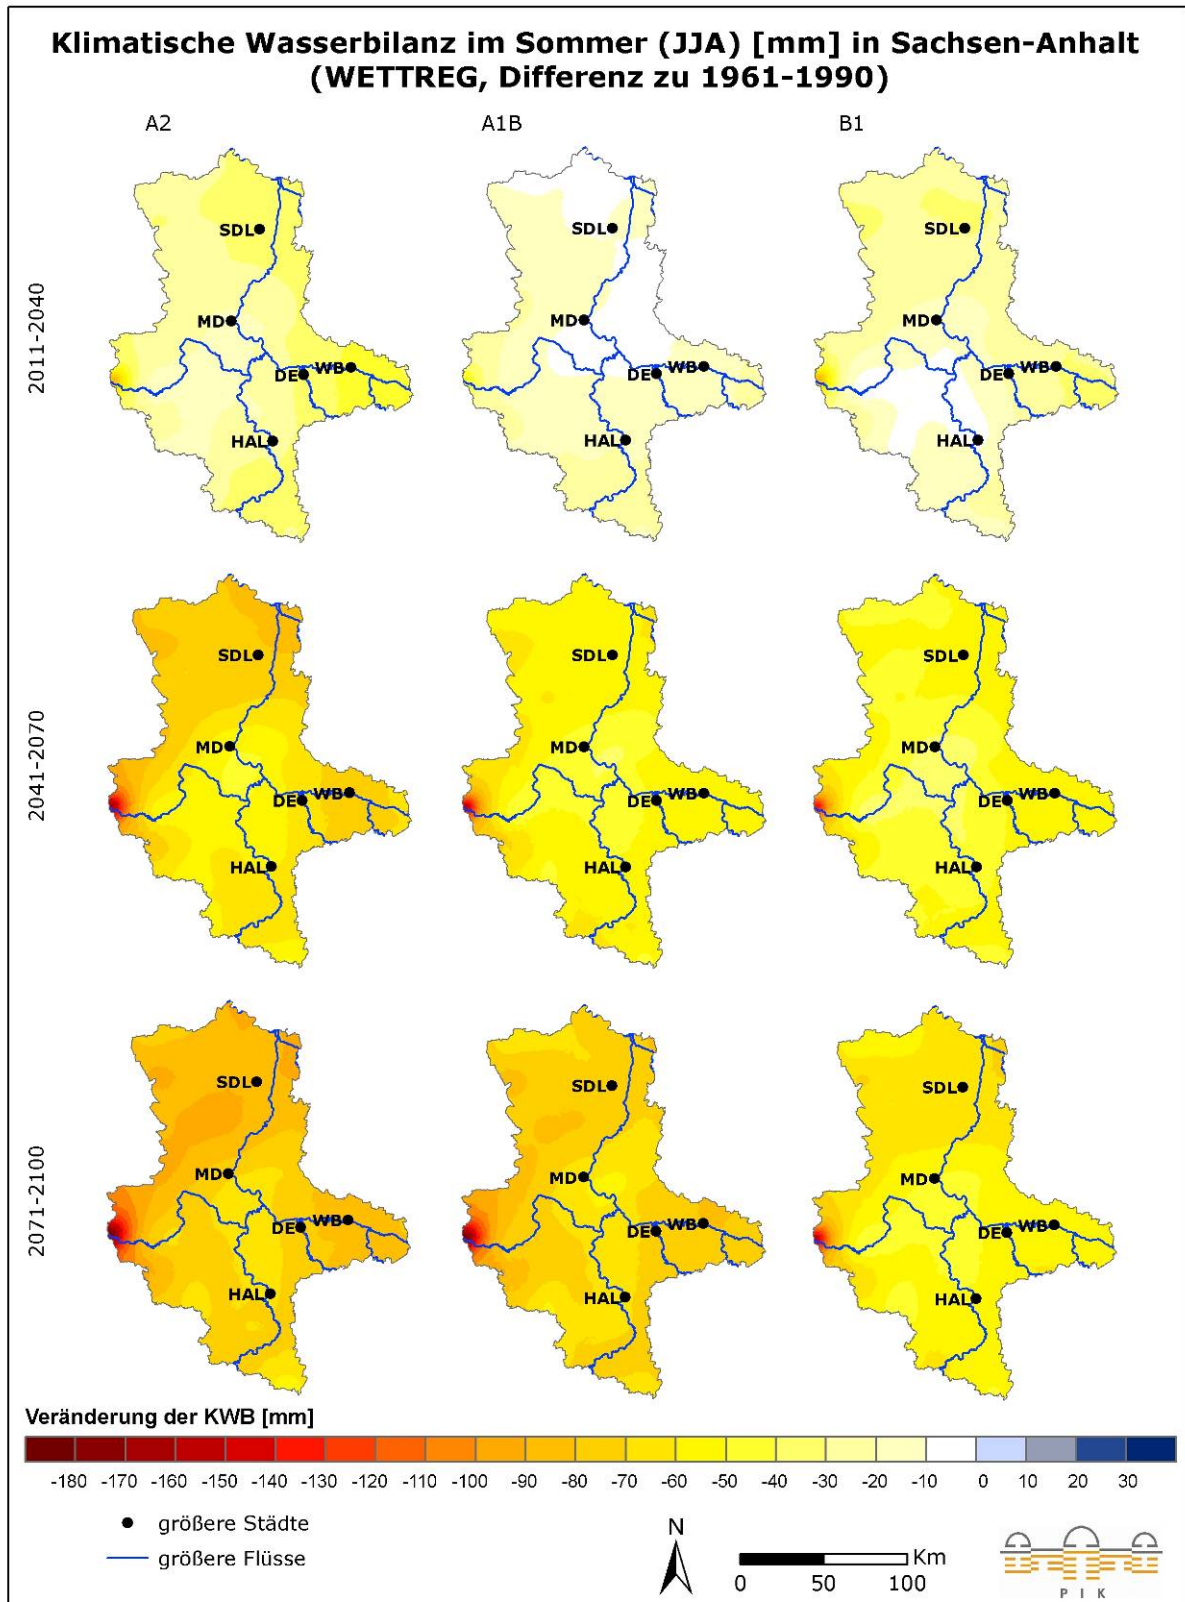 Klimatische Wasserbilanz im Sommer (JJA) [mm] in Sachsen-Anhalt
(WETTREG, Differenz zu 1961-1990)
A2 A1B B1
2011-2040
SDL SDL SDL
MD MD MD
DE WB DE WB DE WB
HAL HAL HAL
2041-2070
SDL SDL SDL
MD MD MD
DE WB DE WB DE WB
HAL HAL HAL
2071-2100
SDL SDL SDL
MD MD MD
DE WB DE WB DE WB
HAL HAL HAL
Veränderung der KWB [mm]
-180 -170 -160 -150 -140 -130 -120 -110 -100 -90 -80 -70 -60 -50 -40 -30 -20 -10 0 10 20 30
größere Städte
größere Flüsse
N
Km
0 50 100
P I K